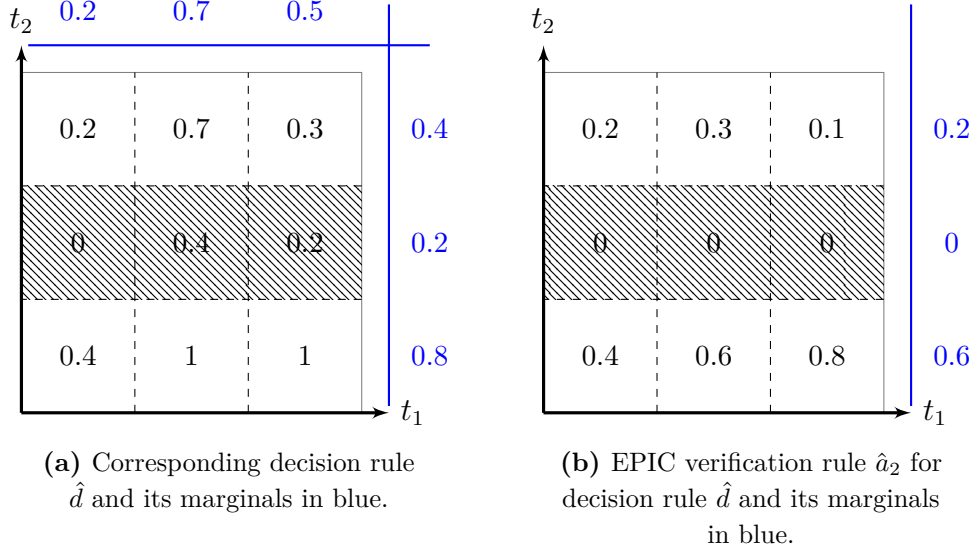 0.2 0.7 0.5
t₂ t₂
0.2 0.7 0.3 0.4 0.2 0.3 0.1 0.2
0 0.4 0.2 0.2 0 0 0 0
0.4 1 1 0.8 0.4 0.6 0.8 0.6
t₁ t₁
(a) Corresponding decision rule
d̂ and its marginals in blue.
(b) EPIC verification rule â₂ for
decision rule d̂ and its marginals
in blue.